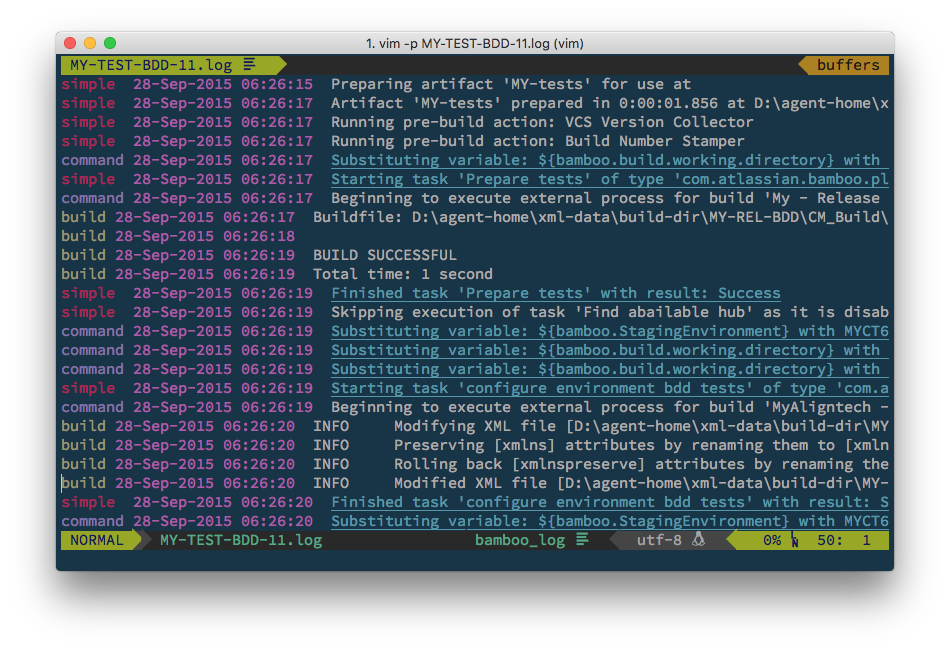 1. vim -p MY-TEST-BDD-11.log (vim)
MY-TEST-BDD-11.log buffers
simple 28-Sep-2015 06:26:15 Preparing artifact 'MY-tests' for use at
simple 28-Sep-2015 06:26:17 Artifact 'MY-tests' prepared in 0:00:01.856 at D:\agent-home\x
simple 28-Sep-2015 06:26:17 Running pre-build action: VCS Version Collector
simple 28-Sep-2015 06:26:17 Running pre-build action: Build Number Stamper
command 28-Sep-2015 06:26:17 Substituting variable: ${bamboo.build.working.directory} with
simple 28-Sep-2015 06:26:17 Starting task 'Prepare tests' of type 'com.atlassian.bamboo.pl
command 28-Sep-2015 06:26:17 Beginning to execute external process for build 'My - Release
build 28-Sep-2015 06:26:17 Buildfile: D:\agent-home\xml-data\build-dir\MY-REL-BDD\CM_Build\
build 28-Sep-2015 06:26:18
build 28-Sep-2015 06:26:19 BUILD SUCCESSFUL
build 28-Sep-2015 06:26:19 Total time: 1 second
simple 28-Sep-2015 06:26:19 Finished task 'Prepare tests' with result: Success
simple 28-Sep-2015 06:26:19 Skipping execution of task 'Find abailable hub' as it is disab
command 28-Sep-2015 06:26:19 Substituting variable: ${bamboo.StagingEnvironment} with MYCT6
command 28-Sep-2015 06:26:19 Substituting variable: ${bamboo.build.working.directory} with
command 28-Sep-2015 06:26:19 Substituting variable: ${bamboo.build.working.directory} with
simple 28-Sep-2015 06:26:19 Starting task 'configure environment bdd tests' of type 'com.a
command 28-Sep-2015 06:26:19 Beginning to execute external process for build 'MyAligntech -
build 28-Sep-2015 06:26:20 INFO Modifying XML file [D:\agent-home\xml-data\build-dir\MY
build 28-Sep-2015 06:26:20 INFO Preserving [xmlns] attributes by renaming them to [xmln
build 28-Sep-2015 06:26:20 INFO Rolling back [xmlnspreserve] attributes by renaming the
build 28-Sep-2015 06:26:20 INFO Modified XML file [D:\agent-home\xml-data\build-dir\MY-
simple 28-Sep-2015 06:26:20 Finished task 'configure environment bdd tests' with result: S
command 28-Sep-2015 06:26:20 Substituting variable: ${bamboo.StagingEnvironment} with MYCT6
NORMAL MY-TEST-BDD-11.log bamboo_log utf-8 0% LN 50: 1